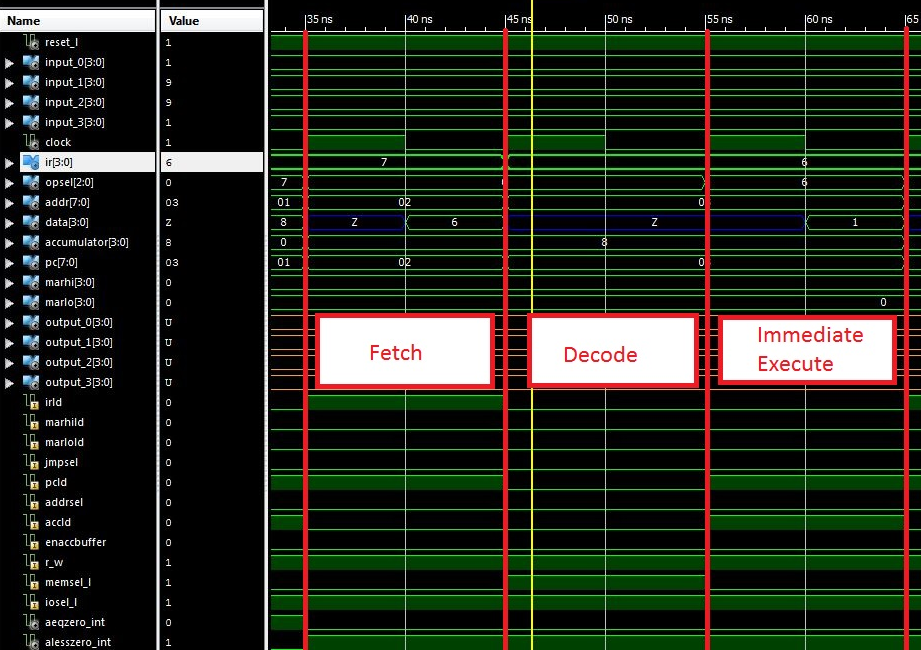 Name Value 35 ns 40 ns 45 ns 50 ns 55 ns 60 ns 65
reset_l 1
input_0[3:0] 1
input_1[3:0] 9
input_2[3:0] 9
input_3[3:0] 1
clock 1
ir[3:0] 6 7 6
opsel[2:0] 0 7 6
addr[7:0] 03 01 02
data[3:0] Z 8 Z 6 Z 1
accumulator[3:0] 8 0 8
pc[7:0] 03 01 02
marhi[3:0] 0
marlo[3:0] 0 0
output_0[3:0] U
output_1[3:0] U
output_2[3:0] U
output_3[3:0] U
Fetch
Decode
Immediate
Execute
irld 0
marhild 0
marlold 0
jmpsel 0
pcld 0
addrsel 0
accld 0
enaccbuffer 0
r_w 1
memsel_l 1
iosel_l 1
aeqzero_int 0
alesszero_int 1